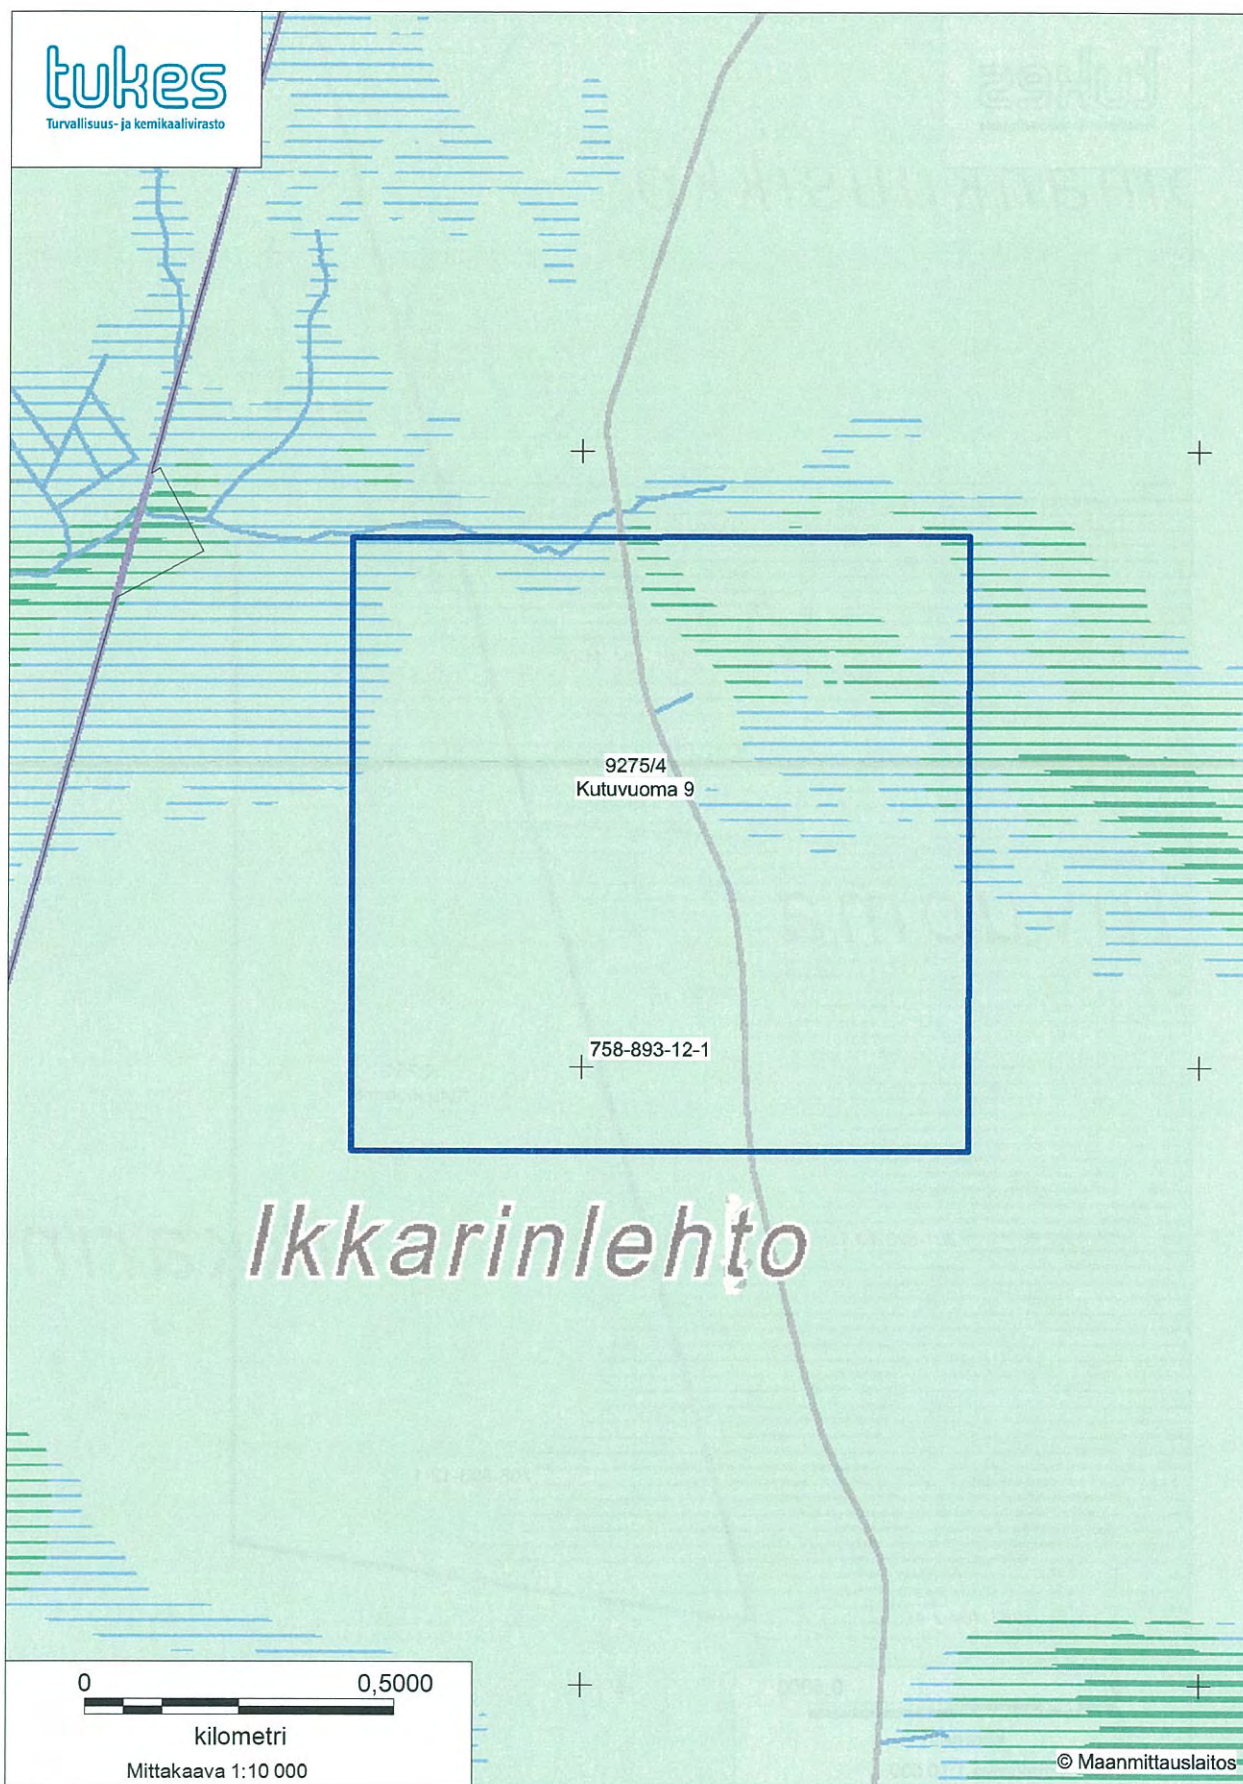 tukes
Turvallisuus- ja kemikaalivirasto
9275/4
Kutuvuoma 9
758-893-12-1
Ikkarinlehto
0 0,5000
kilometri
Mittakaava 1:10 000
© Maanmittauslaitos